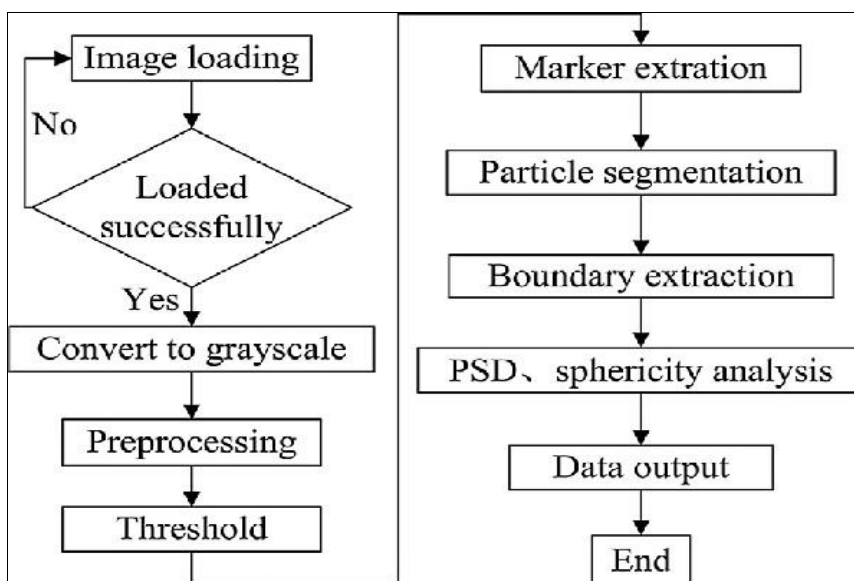 Image loading
No
Loaded
successfully
Yes
Convert to grayscale
Preprocessing
Threshold
Marker extration
Particle segmentation
Boundary extraction
PSD、sphericity analysis
Data output
End